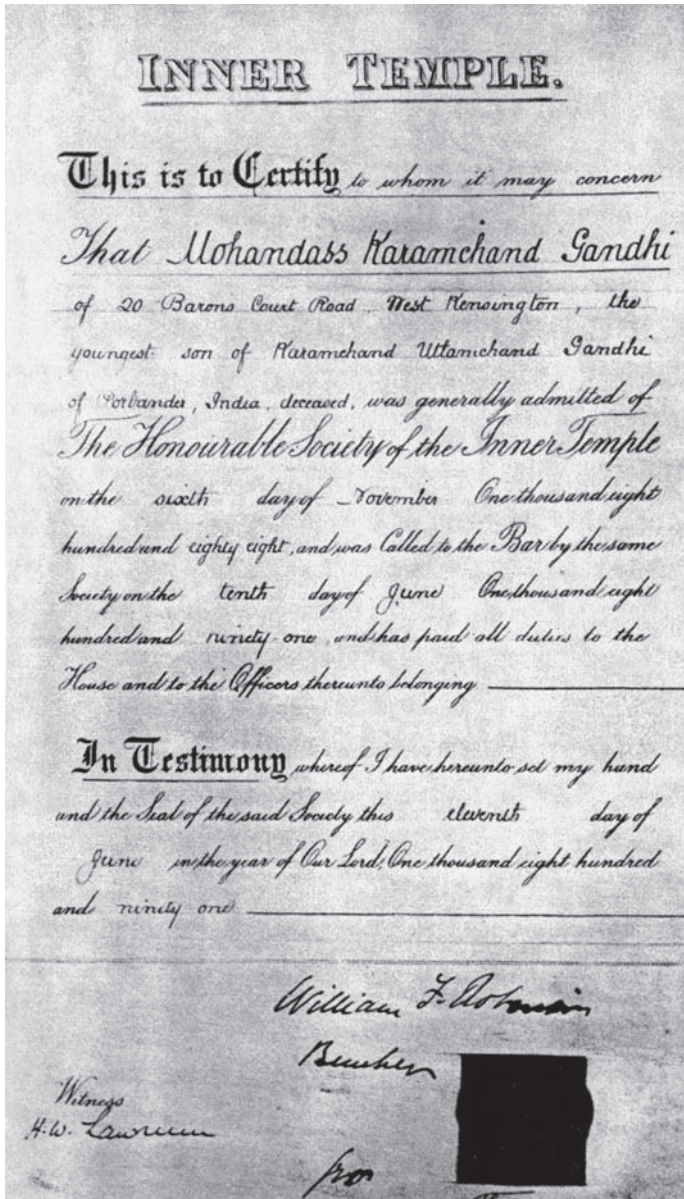 INNER TEMPLE.
This is to Certify to whom it may concern
That Mohandass Karamchand Gandhi
of 20 Barons Court Road, West Kensington, the
youngest son of Karamchand Uttamchand Gandhi
of Porbander, India, deceased, was generally admitted of
The Honourable Society of the Inner Temple
on the sixth day of November One thousand eight
hundred and eighty eight, and was Called to the Bar by the same
Society on the tenth day of June One thousand eight
hundred and ninety one, and has paid all duties to the
House and to the Officers thereunto belonging
In Testimony whereof I have hereunto set my hand
and the Seal of the said Society this eleventh day of
June in the year of Our Lord, One thousand eight hundred
and ninety one
William F.
Bencher
Witness
H.W. Lawrence